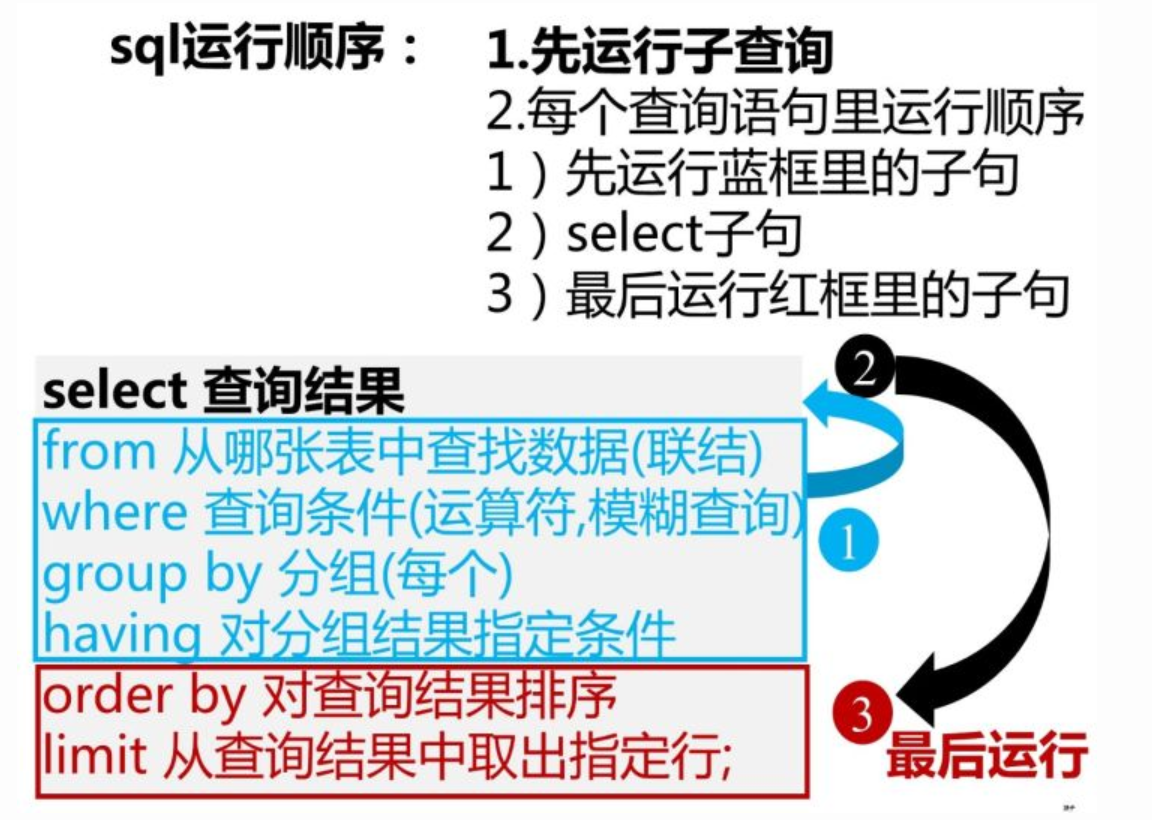 sql运行顺序：
1.先运行子查询
2.每个查询语句里运行顺序
1）先运行蓝框里的子句
2）select子句
3）最后运行红框里的子句
select 查询结果
from 从哪张表中查找数据(联结)
where 查询条件(运算符,模糊查询)
group by 分组(每个)
having 对分组结果指定条件
order by 对查询结果排序
limit 从查询结果中取出指定行;
2
1
3
最后运行